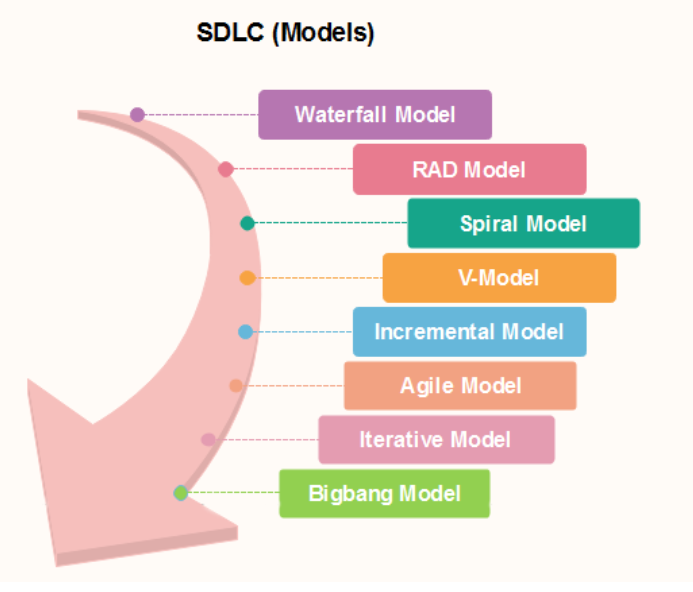 SDLC (Models)
Waterfall Model
RAD Model
Spiral Model
V-Model
Incremental Model
Agile Model
Iterative Model
Bigbang Model